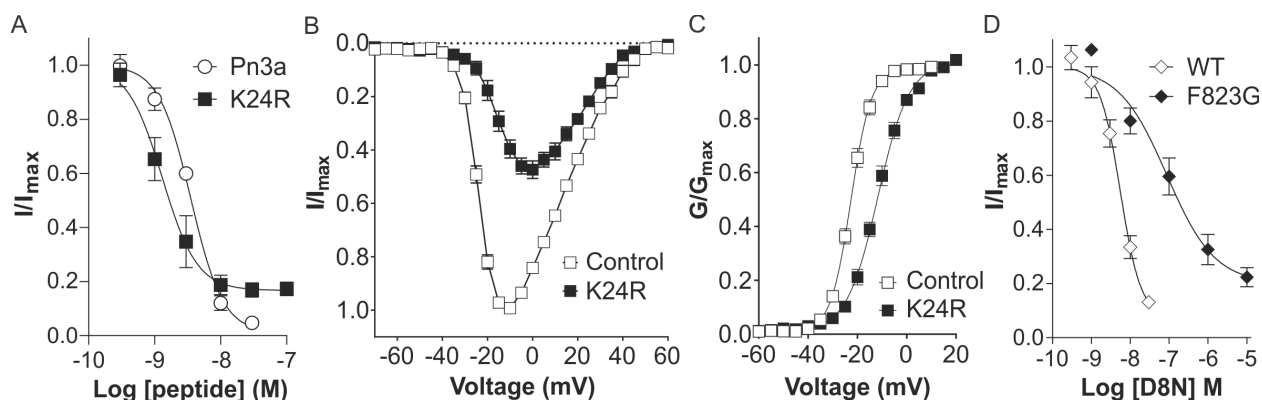 A
I/Imax
1.0
0.8
0.6
0.4
0.2
0.0
-10 -9 -8 -7
Log [peptide] (M)
Pn3a
K24R
B
I/Imax
0.0
0.2
0.4
0.6
0.8
1.0
-60 -40 -20 0 20 40 60
Voltage (mV)
Control
K24R
C
G/Gmax
1.0
0.8
0.6
0.4
0.2
0.0
-60 -40 -20 0 20
Voltage (mV)
Control
K24R
D
I/Imax
1.0
0.8
0.6
0.4
0.2
0.0
-10 -9 -8 -7 -6 -5
Log [D8N] M
WT
F823G